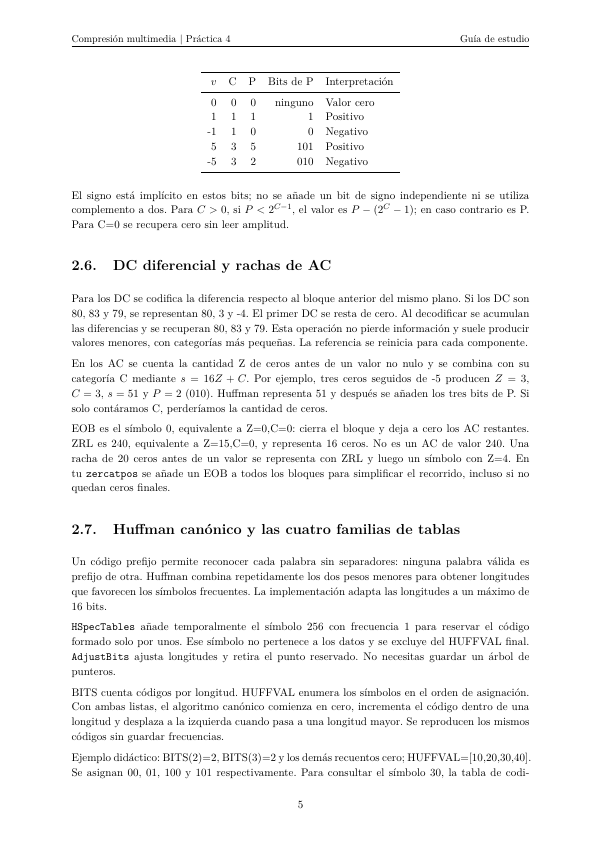 Compresión multimedia | Práctica 4 Guía de estudio
v C P Bits de P Interpretación
0 0 0 ninguno Valor cero
1 1 1 1 Positivo
-1 1 0 0 Negativo
5 3 5 101 Positivo
-5 3 2 010 Negativo
El signo está implícito en estos bits; no se añade un bit de signo independiente ni se utiliza
complemento a dos. Para C > 0, si P < 2^{C−1}, el valor es P − (2^C − 1); en caso contrario es P.
Para C=0 se recupera cero sin leer amplitud.
2.6. DC diferencial y rachas de AC
Para los DC se codifica la diferencia respecto al bloque anterior del mismo plano. Si los DC son
80, 83 y 79, se representan 80, 3 y -4. El primer DC se resta de cero. Al decodificar se acumulan
las diferencias y se recuperan 80, 83 y 79. Esta operación no pierde información y suele producir
valores menores, con categorías más pequeñas. La referencia se reinicia para cada componente.
En los AC se cuenta la cantidad Z de ceros antes de un valor no nulo y se combina con su
categoría C mediante s = 16Z + C. Por ejemplo, tres ceros seguidos de -5 producen Z = 3,
C = 3, s = 51 y P = 2 (010). Huffman representa 51 y después se añaden los tres bits de P. Si
solo contáramos C, perderíamos la cantidad de ceros.
EOB es el símbolo 0, equivalente a Z=0,C=0: cierra el bloque y deja a cero los AC restantes.
ZRL es 240, equivalente a Z=15,C=0, y representa 16 ceros. No es un AC de valor 240. Una
racha de 20 ceros antes de un valor se representa con ZRL y luego un símbolo con Z=4. En
tu zercatpos se añade un EOB a todos los bloques para simplificar el recorrido, incluso si no
quedan ceros finales.
2.7. Huffman canónico y las cuatro familias de tablas
Un código prefijo permite reconocer cada palabra sin separadores: ninguna palabra válida es
prefijo de otra. Huffman combina repetidamente los dos pesos menores para obtener longitudes
que favorecen los símbolos frecuentes. La implementación adapta las longitudes a un máximo de
16 bits.
HSpecTables añade temporalmente el símbolo 256 con frecuencia 1 para reservar el código
formado solo por unos. Ese símbolo no pertenece a los datos y se excluye del HUFFVAL final.
AdjustBits ajusta longitudes y retira el punto reservado. No necesitas guardar un árbol de
punteros.
BITS cuenta códigos por longitud. HUFFVAL enumera los símbolos en el orden de asignación.
Con ambas listas, el algoritmo canónico comienza en cero, incrementa el código dentro de una
longitud y desplaza a la izquierda cuando pasa a una longitud mayor. Se reproducen los mismos
códigos sin guardar frecuencias.
Ejemplo didáctico: BITS(2)=2, BITS(3)=2 y los demás recuentos cero; HUFFVAL=[10,20,30,40].
Se asignan 00, 01, 100 y 101 respectivamente. Para consultar el símbolo 30, la tabla de codi-
5